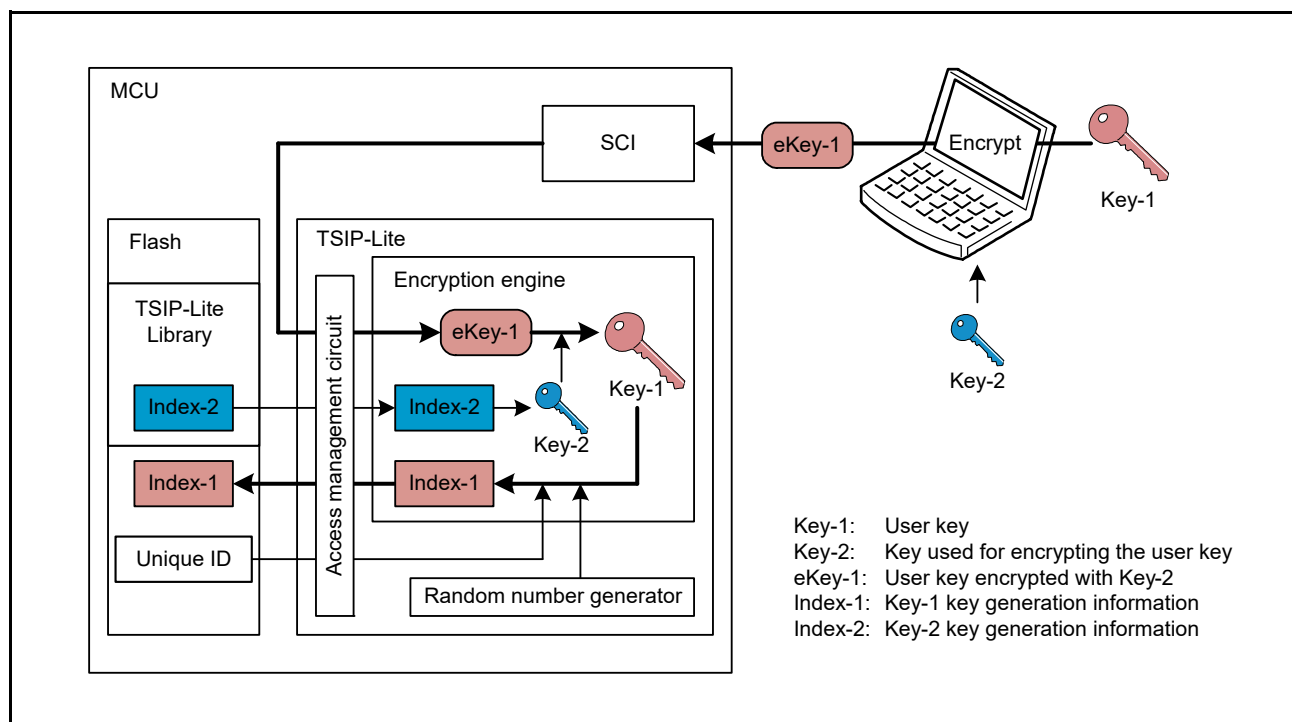 MCU
SCI
eKey-1
Encrypt
Key-1
Flash
TSIP-Lite
TSIP-Lite
Library
Access management circuit
Encryption engine
eKey-1
Key-1
Key-2
Index-2
Index-2
Key-2
Index-1
Index-1
Unique ID
Random number generator
Key-1: User key
Key-2: Key used for encrypting the user key
eKey-1: User key encrypted with Key-2
Index-1: Key-1 key generation information
Index-2: Key-2 key generation information